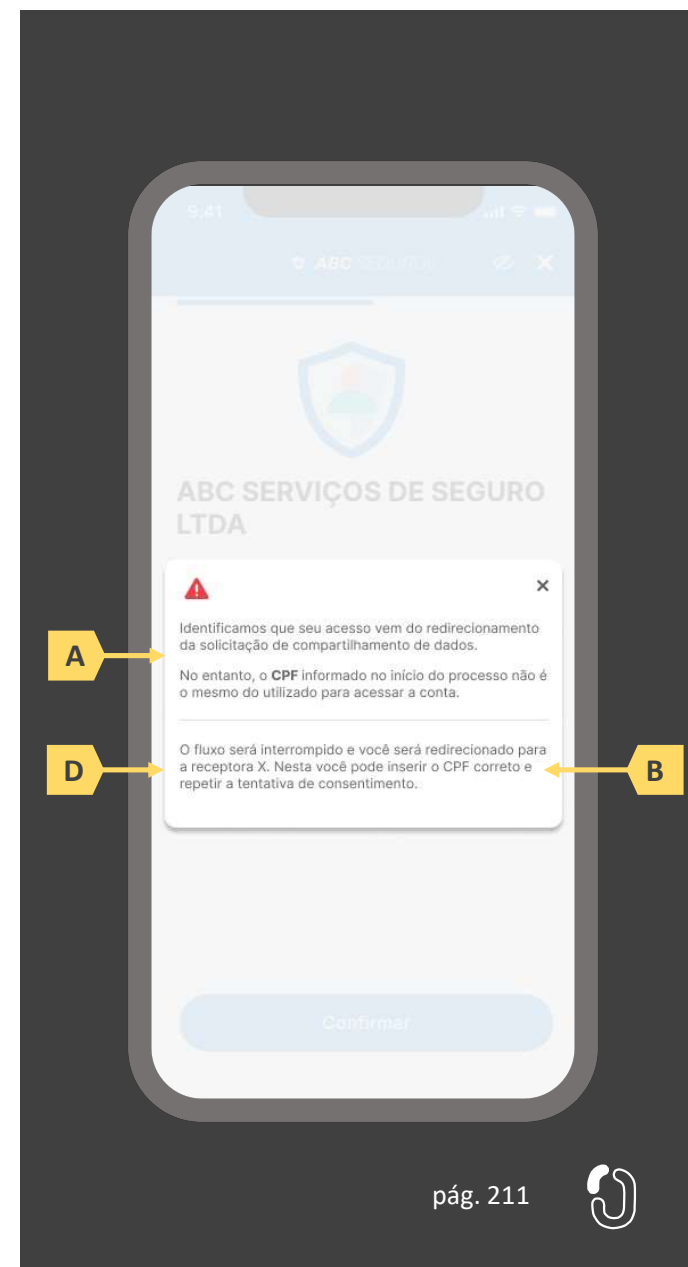 9:41
ABC SEGUROS
ABC SERVIÇOS DE SEGURO
LTDA
Identificamos que seu acesso vem do redirecionamento
da solicitação de compartilhamento de dados.
A
No entanto, o CPF informado no início do processo não é
o mesmo do utilizado para acessar a conta.
O fluxo será interrompido e você será redirecionado para
D
a receptora X. Nesta você pode inserir o CPF correto e
B
repetir a tentativa de consentimento.
Confirmar
pág. 211